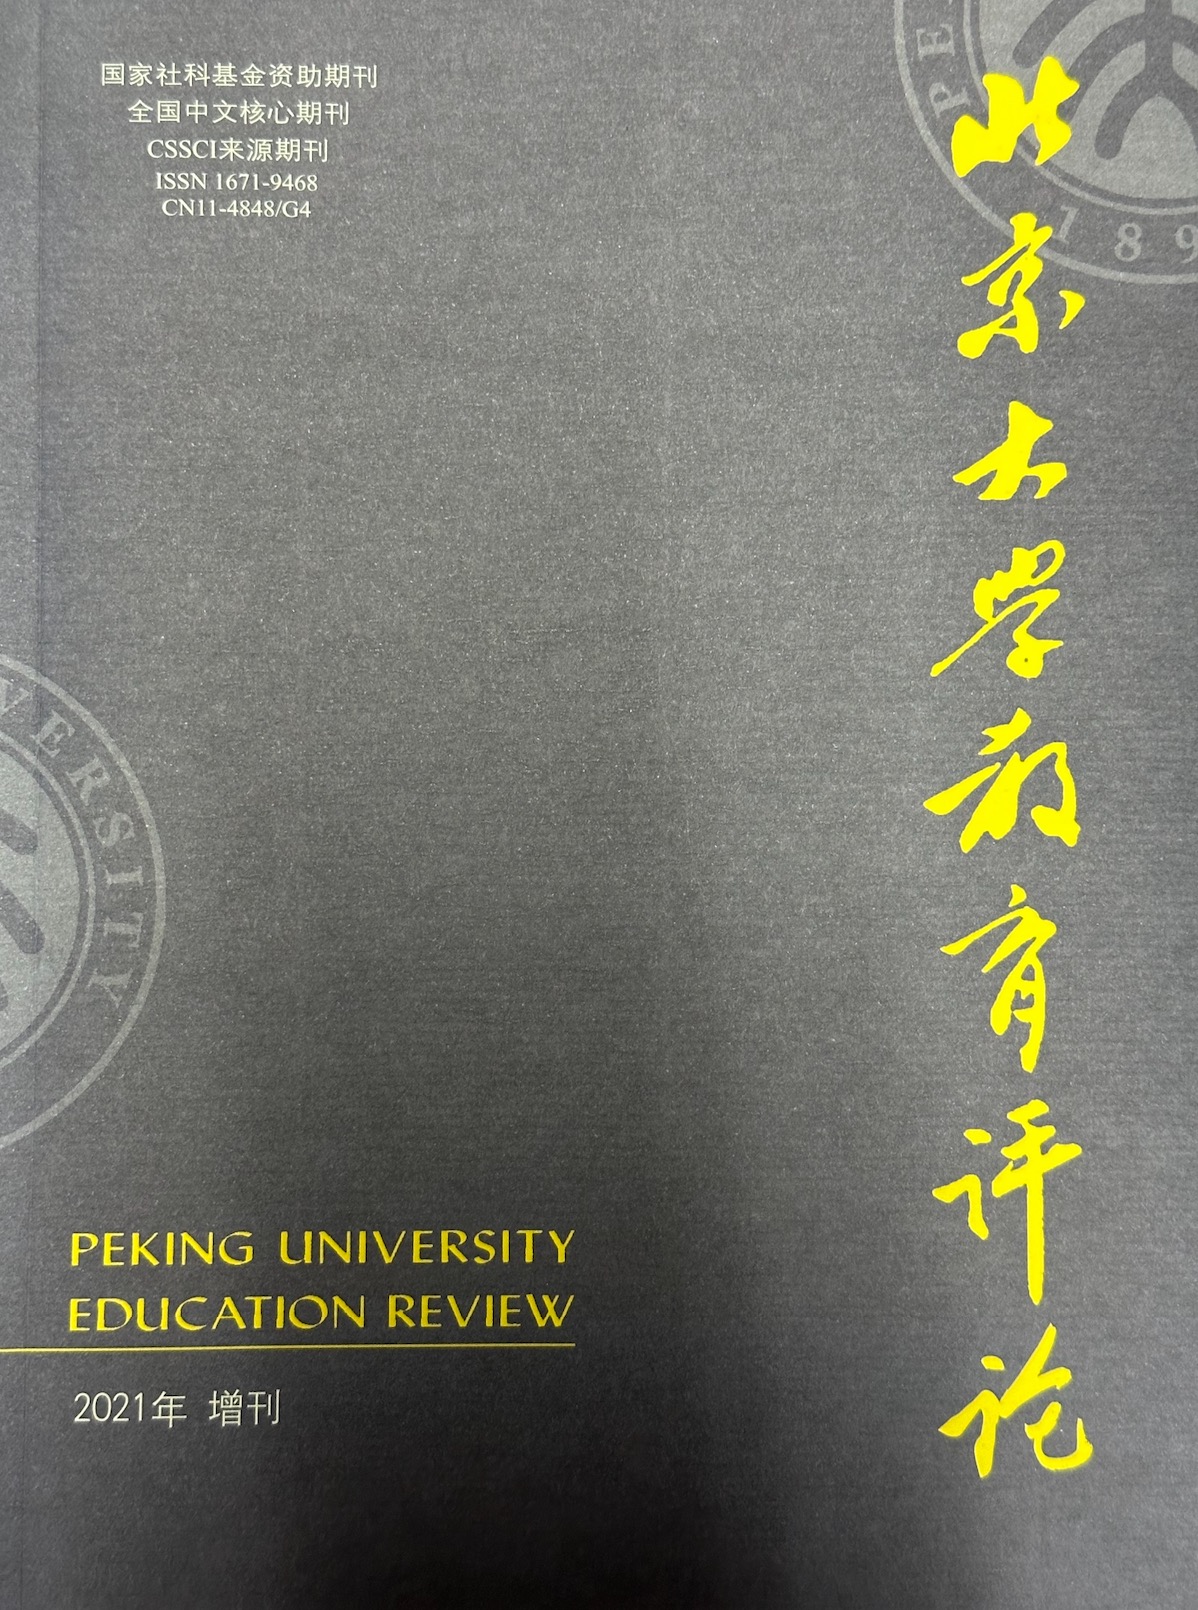 国家社科基金资助期刊
全国中文核心期刊
CSSCI来源期刊
ISSN 1671-9468
CN11-4848/G4
北京大学教育评论
PE
189
VERSITY
PEKING UNIVERSITY
EDUCATION REVIEW
2021年 增刊